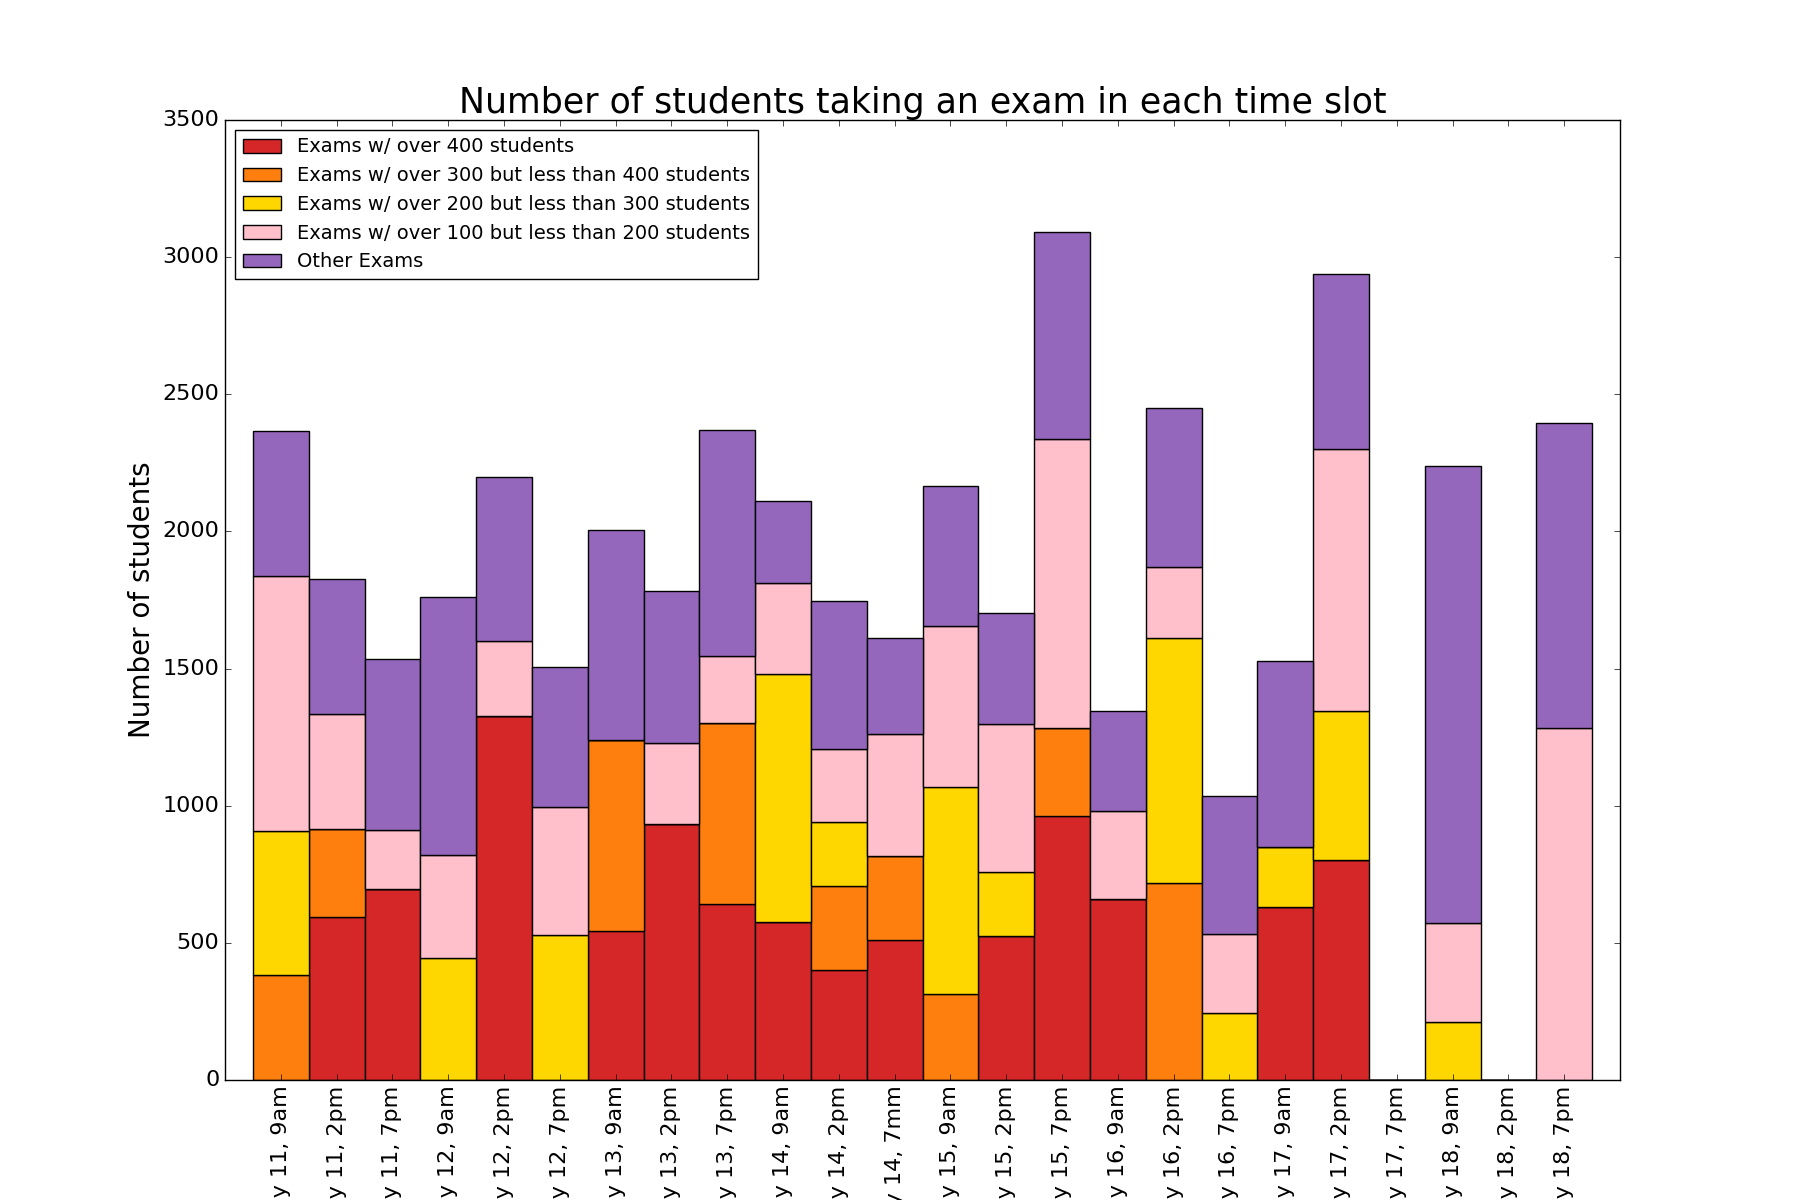 Number of students taking an exam in each time slot
Exams w/ over 400 students
Exams w/ over 300 but less than 400 students
Exams w/ over 200 but less than 300 students
Exams w/ over 100 but less than 200 students
Other Exams
Number of students
3500
3000
2500
2000
1500
1000
500
0
y 11, 9am
y 11, 2pm
y 11, 7pm
y 12, 9am
y 12, 2pm
y 12, 7pm
y 13, 9am
y 13, 2pm
y 13, 7pm
y 14, 9am
y 14, 2pm
y 14, 7mm
y 15, 9am
y 15, 2pm
y 15, 7pm
y 16, 9am
y 16, 2pm
y 16, 7pm
y 17, 9am
y 17, 2pm
y 17, 7pm
y 18, 9am
y 18, 2pm
y 18, 7pm